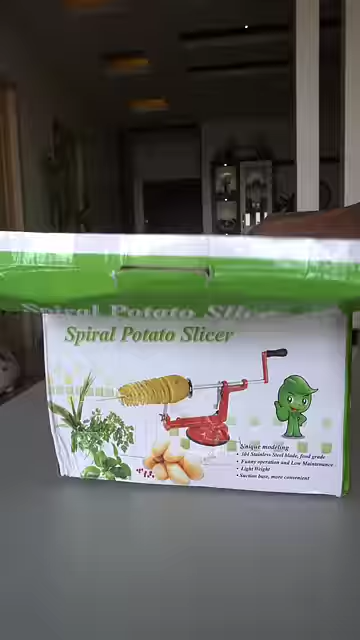 Spiral Potato Slicer
Spiral Potato Slicer
Unique modeling
• 304 Stainless Steel blade, food grade
• Funny operation and Low Maintenance
• Light Weight
• Suction base, more convenient